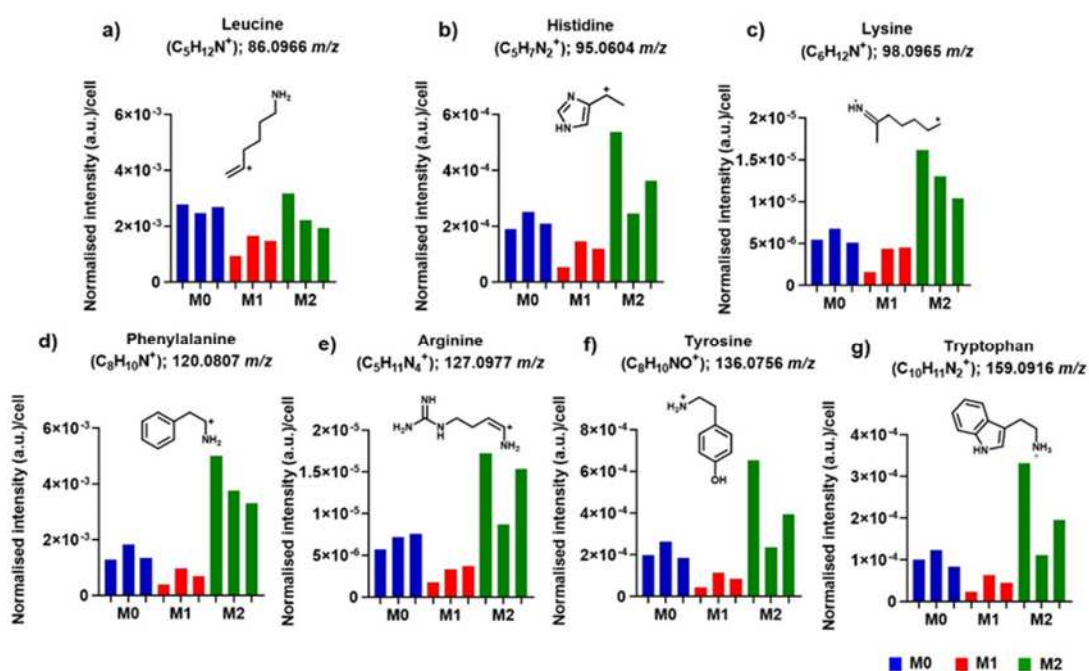 a)
Leucine
(C₅H₁₂N⁺); 86.0966 m/z
Normalised intensity (a.u.)/cell
6×10⁻³
4×10⁻³
2×10⁻³
0
NH₂
+
M0 M1 M2
b)
Histidine
(C₅H₇N₂⁺); 95.0604 m/z
Normalised intensity (a.u.)/cell
6×10⁻⁴
4×10⁻⁴
2×10⁻⁴
0
N
HN
+
M0 M1 M2
c)
Lysine
(C₆H₁₂N⁺); 98.0965 m/z
Normalised intensity (a.u.)/cell
2×10⁻⁵
1.5×10⁻⁵
1×10⁻⁵
5×10⁻⁶
0
HN
M0 M1 M2
d)
Phenylalanine
(C₈H₁₀N⁺); 120.0807 m/z
Normalised intensity (a.u.)/cell
6×10⁻³
4×10⁻³
2×10⁻³
0
+
NH₂
M0 M1 M2
e)
Arginine
(C₅H₁₁N₄⁺); 127.0977 m/z
Normalised intensity (a.u.)/cell
2×10⁻⁵
1.5×10⁻⁵
1×10⁻⁵
5×10⁻⁶
0
NH
H₂N
N
H
+
NH₂
M0 M1 M2
f)
Tyrosine
(C₈H₁₀NO⁺); 136.0756 m/z
Normalised intensity (a.u.)/cell
8×10⁻⁴
6×10⁻⁴
4×10⁻⁴
2×10⁻⁴
0
+
H₂N
OH
M0 M1 M2
g)
Tryptophan
(C₁₀H₁₁N₂⁺); 159.0916 m/z
Normalised intensity (a.u.)/cell
4×10⁻⁴
3×10⁻⁴
2×10⁻⁴
1×10⁻⁴
0
HN
NH₃
M0 M1 M2
M0 M1 M2